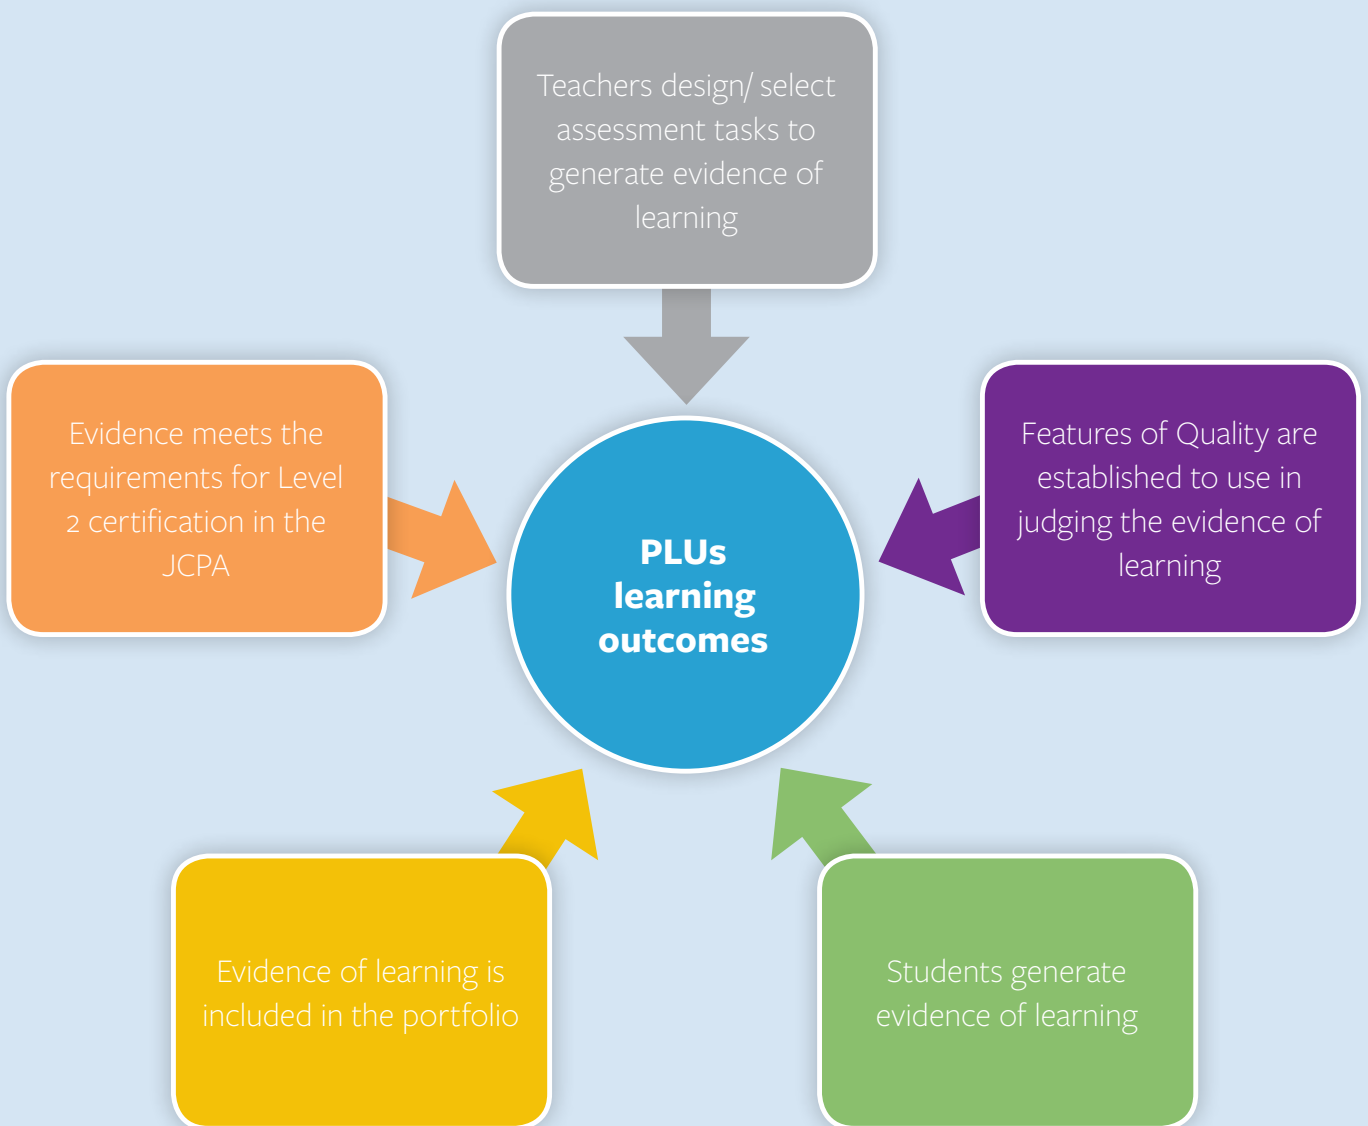 Teachers design/ select
assessment tasks to
generate evidence of
learning
Evidence meets the
requirements for Level
2 certification in the
JCPA
Features of Quality are
established to use in
judging the evidence of
learning
PLUs
learning
outcomes
Evidence of learning is
included in the portfolio
Students generate
evidence of learning